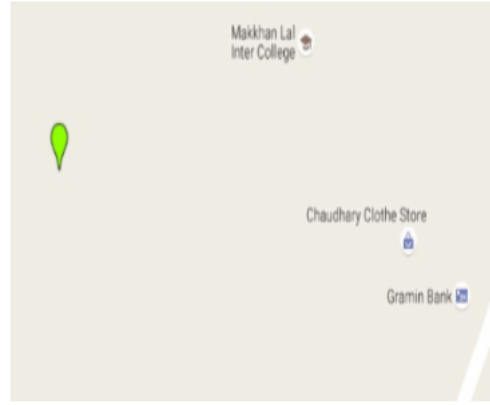 Makkhan Lal
Inter College
Chaudhary Clothe Store
Gramin Bank